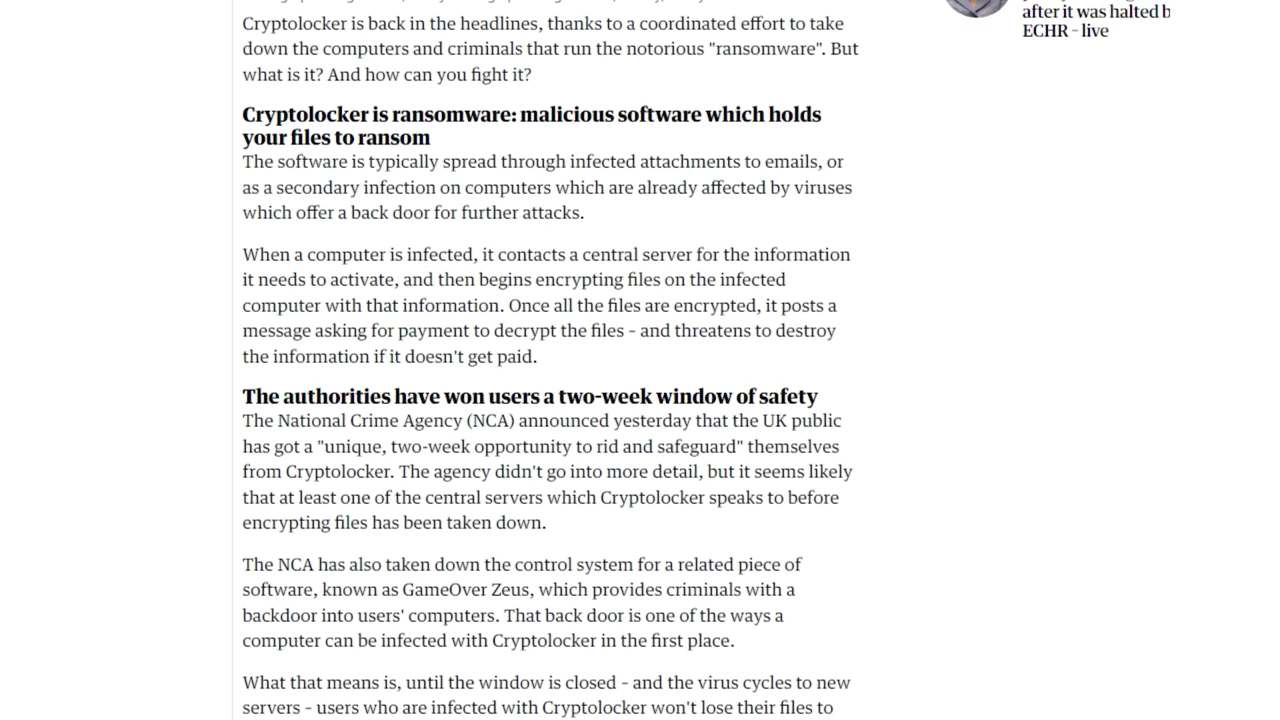 after it was halted b
ECHR – live
Cryptolocker is back in the headlines, thanks to a coordinated effort to take
down the computers and criminals that run the notorious "ransomware". But
what is it? And how can you fight it?
Cryptolocker is ransomware: malicious software which holds
your files to ransom
The software is typically spread through infected attachments to emails, or
as a secondary infection on computers which are already affected by viruses
which offer a back door for further attacks.
When a computer is infected, it contacts a central server for the information
it needs to activate, and then begins encrypting files on the infected
computer with that information. Once all the files are encrypted, it posts a
message asking for payment to decrypt the files – and threatens to destroy
the information if it doesn't get paid.
The authorities have won users a two-week window of safety
The National Crime Agency (NCA) announced yesterday that the UK public
has got a "unique, two-week opportunity to rid and safeguard" themselves
from Cryptolocker. The agency didn't go into more detail, but it seems likely
that at least one of the central servers which Cryptolocker speaks to before
encrypting files has been taken down.
The NCA has also taken down the control system for a related piece of
software, known as GameOver Zeus, which provides criminals with a
backdoor into users' computers. That back door is one of the ways a
computer can be infected with Cryptolocker in the first place.
What that means is, until the window is closed – and the virus cycles to new
servers – users who are infected with Cryptolocker won't lose their files to